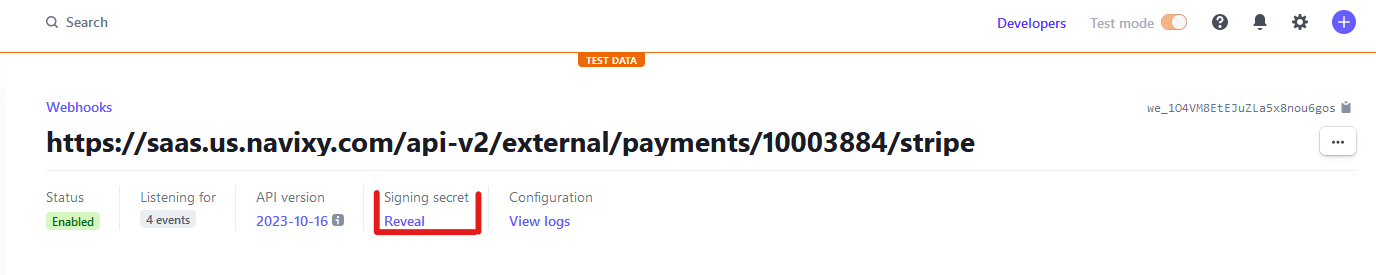 Search
Developers
Test mode
TEST DATA
Webhooks
we_1O4VM8EtEJuZLa5x8nou6gos
https://saas.us.navixy.com/api-v2/external/payments/10003884/stripe
Status
Listening for
API version
Signing secret
Configuration
Enabled
4 events
2023-10-16
Reveal
View logs